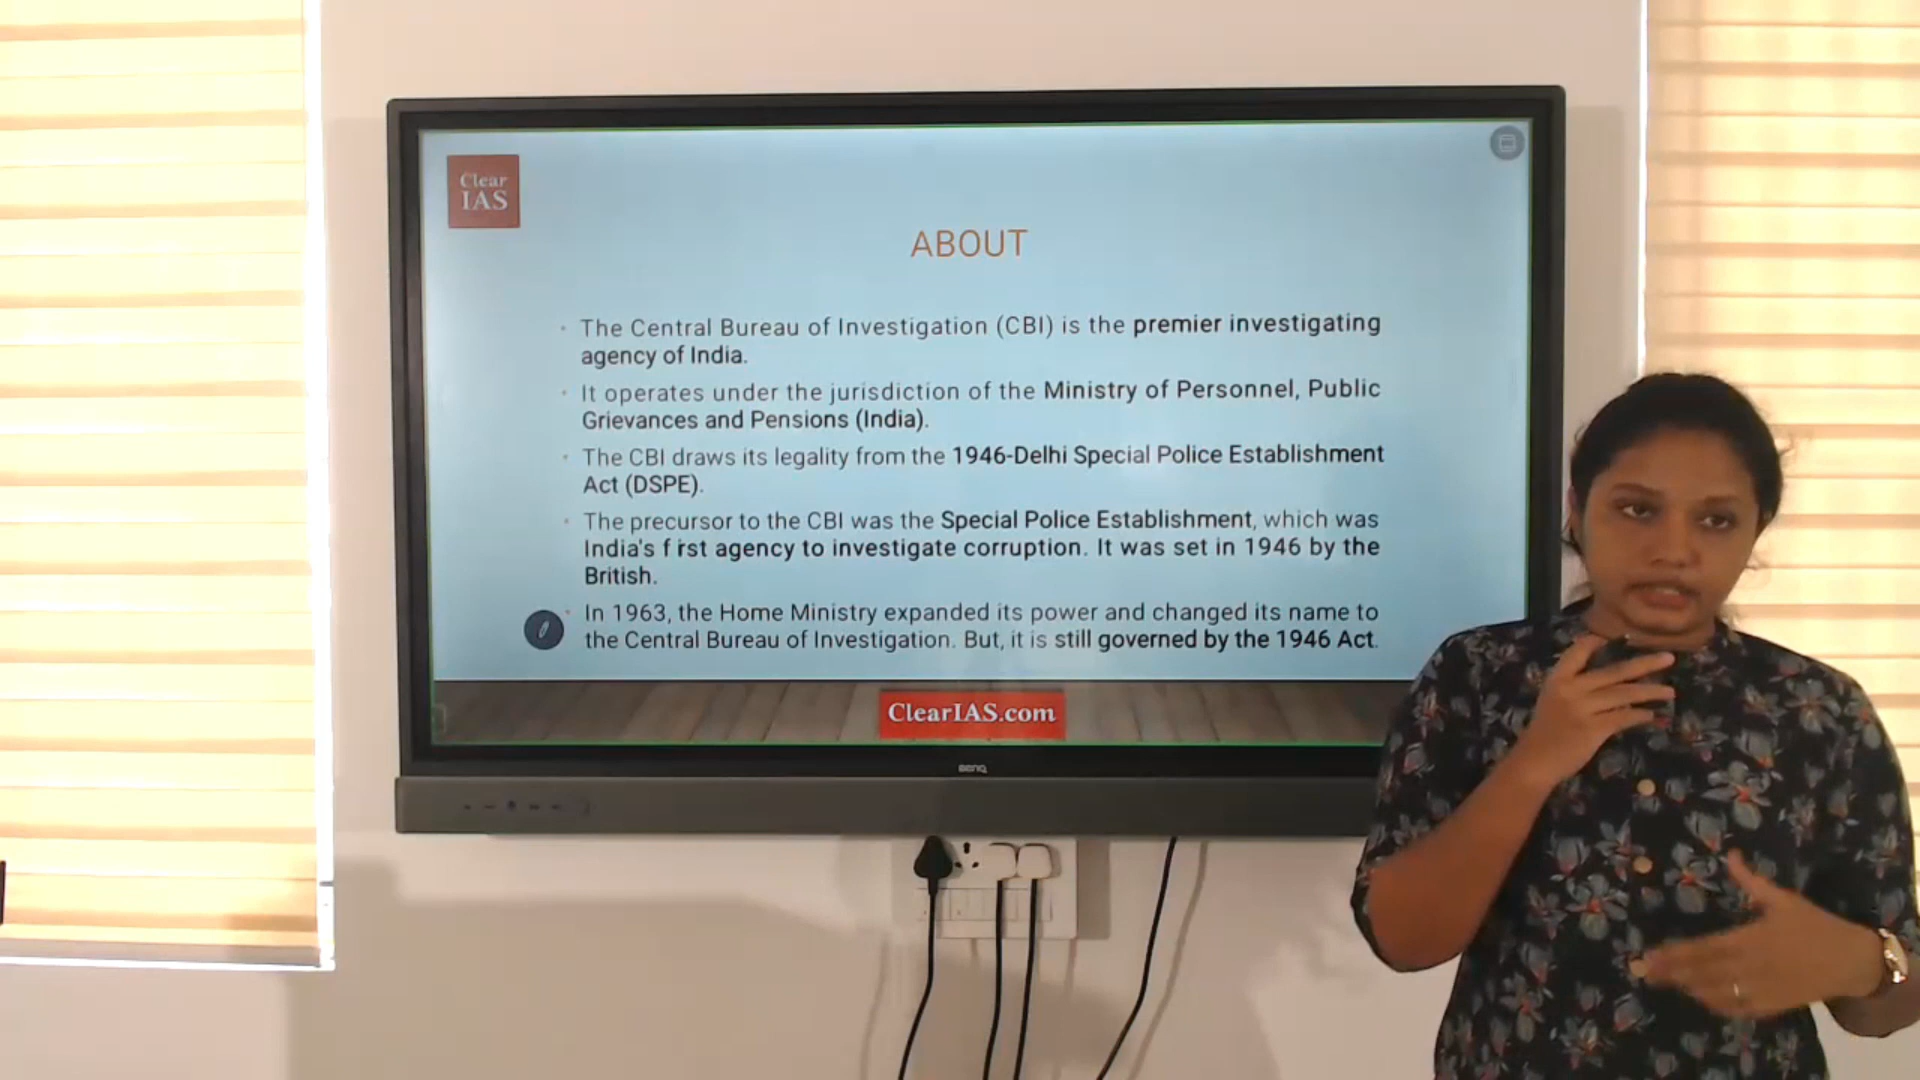 Clear
IAS
ABOUT
The Central Bureau of Investigation (CBI) is the premier investigating
agency of India.
It operates under the jurisdiction of the Ministry of Personnel, Public
Grievances and Pensions (India).
The CBI draws its legality from the 1946-Delhi Special Police Establishment
Act (DSPE).
The precursor to the CBI was the Special Police Establishment, which was
India's first agency to investigate corruption. It was set in 1946 by the
British.
In 1963, the Home Ministry expanded its power and changed its name to
the Central Bureau of Investigation. But, it is still governed by the 1946 Act.
ClearIAS.com
BenQ